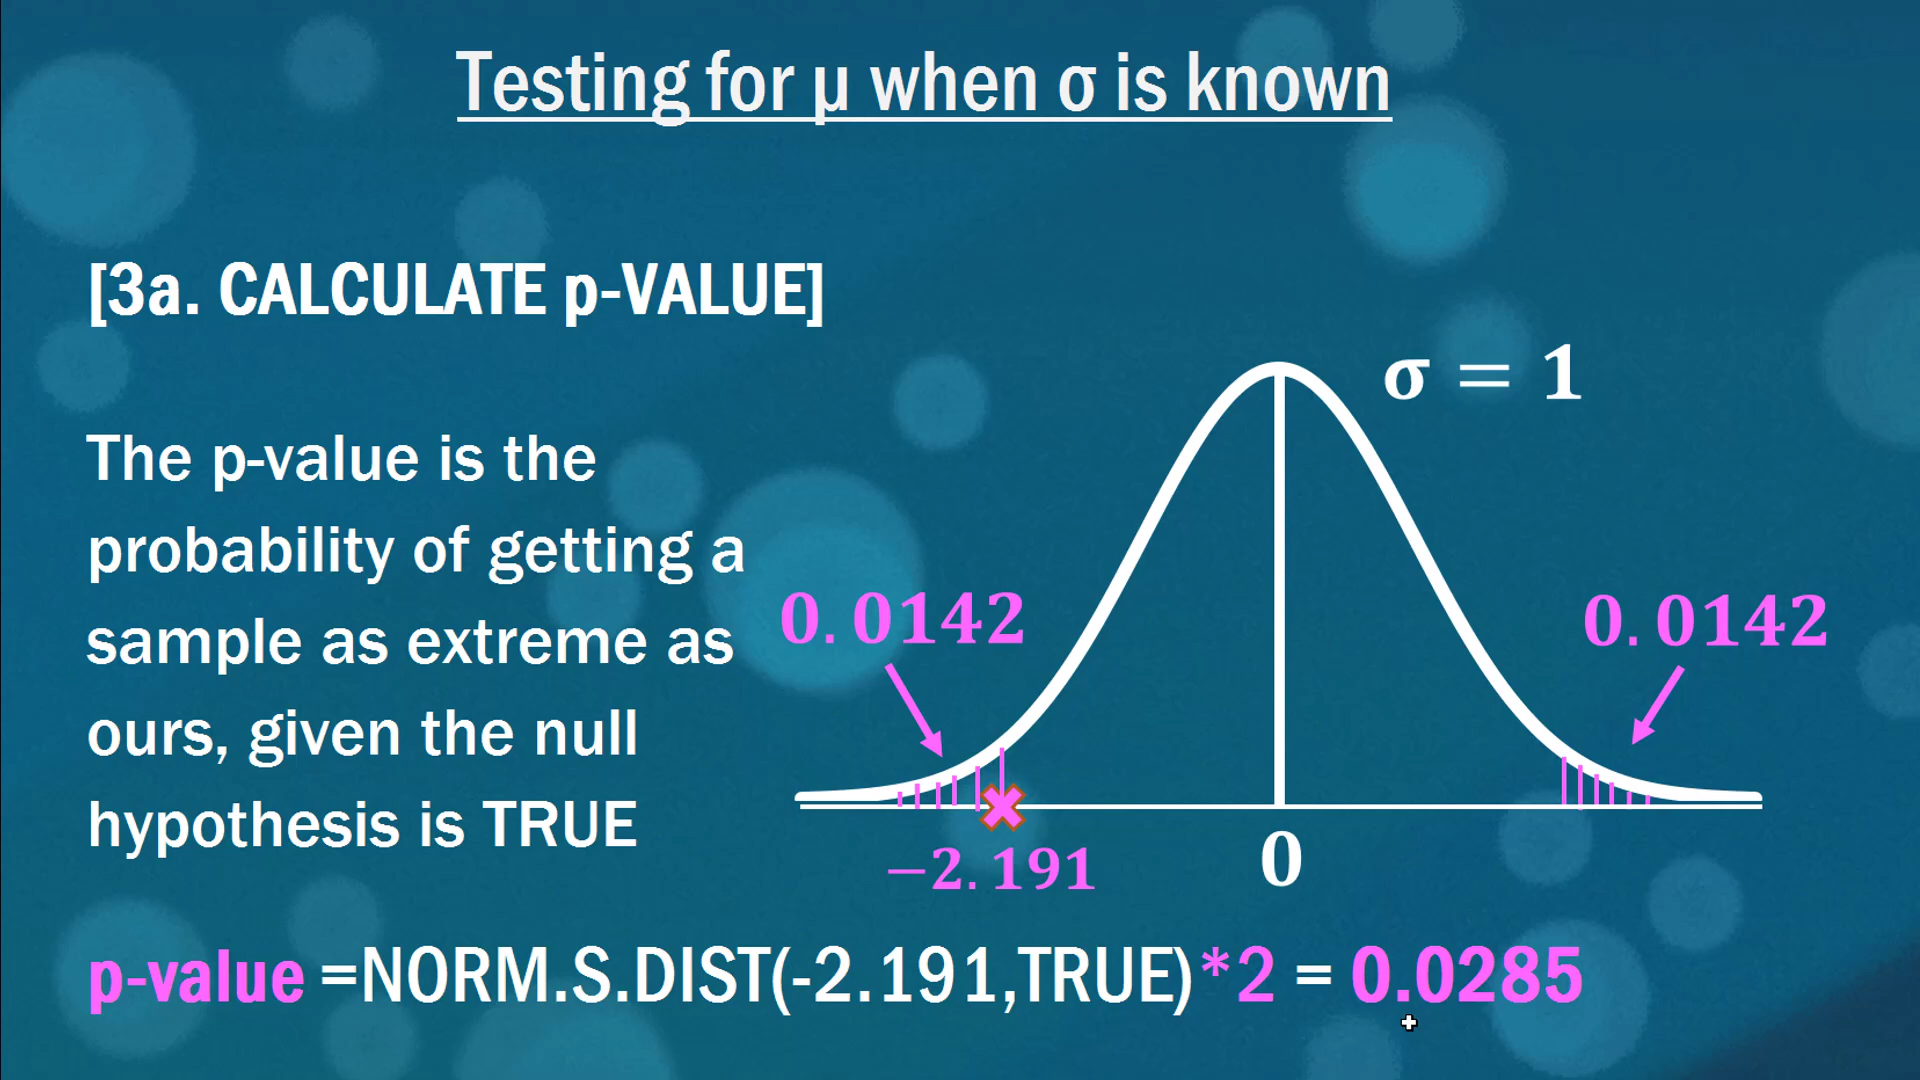 Testing for μ when σ is known
[3a. CALCULATE p-VALUE]
σ = 1
The p-value is the
probability of getting a
sample as extreme as
ours, given the null
hypothesis is TRUE
0.0142
0.0142
−2.191
0
p-value =NORM.S.DIST(-2.191,TRUE)*2 = 0.0285